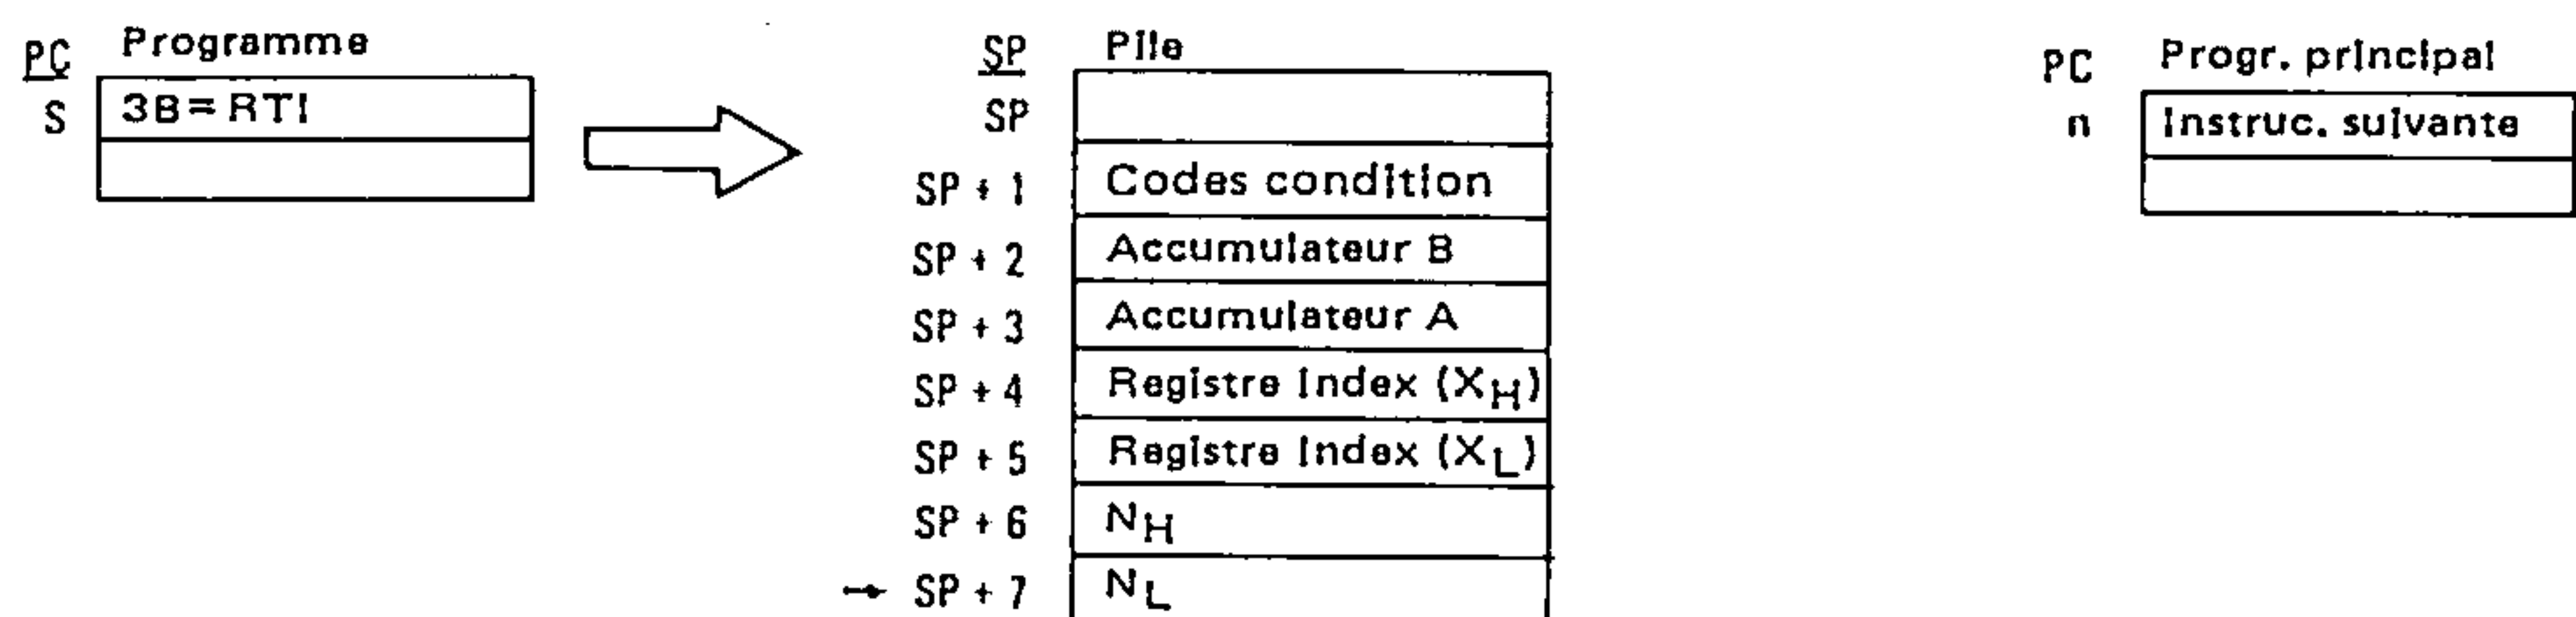 PC Programme
S 3B=RTI
SP Pile
SP
SP + 1 Codes condition
SP + 2 Accumulateur B
SP + 3 Accumulateur A
SP + 4 Registre Index (XH)
SP + 5 Registre Index (XL)
SP + 6 NH
→ SP + 7 NL
PC Progr. principal
n Instruc. suivante